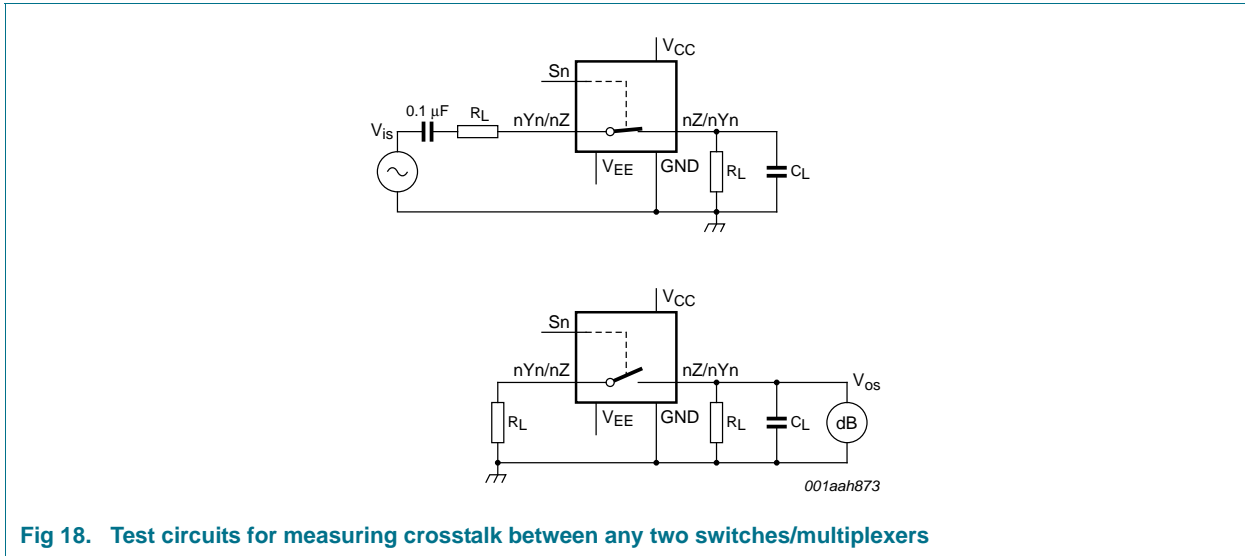 VCC
Sn
0.1 μF
RL
nYn/nZ
nZ/nYn
Vis
VEE
GND
RL
CL
VCC
Sn
nYn/nZ
nZ/nYn
Vos
RL
VEE
GND
RL
CL
dB
001aah873
Fig 18. Test circuits for measuring crosstalk between any two switches/multiplexers